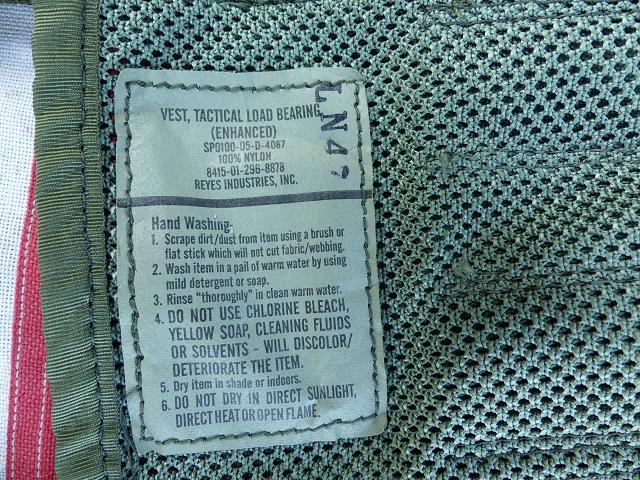 VEST, TACTICAL LOAD BEARING
(ENHANCED)
SP0100-05-D-4087
100% NYLON
8415-01-296-8878
REYES INDUSTRIES, INC.
LN4
Hand Washing:
1. Scrape dirt/dust from item using a brush or
flat stick which will not cut fabric/webbing.
2. Wash item in a pail of warm water by using
mild detergent or soap.
3. Rinse "thoroughly" in clean warm water.
4. DO NOT USE CHLORINE BLEACH,
YELLOW SOAP, CLEANING FLUIDS
OR SOLVENTS - WILL DISCOLOR/
DETERIORATE THE ITEM.
5. Dry item in shade or indoors.
6. DO NOT DRY IN DIRECT SUNLIGHT,
DIRECT HEAT OR OPEN FLAME.